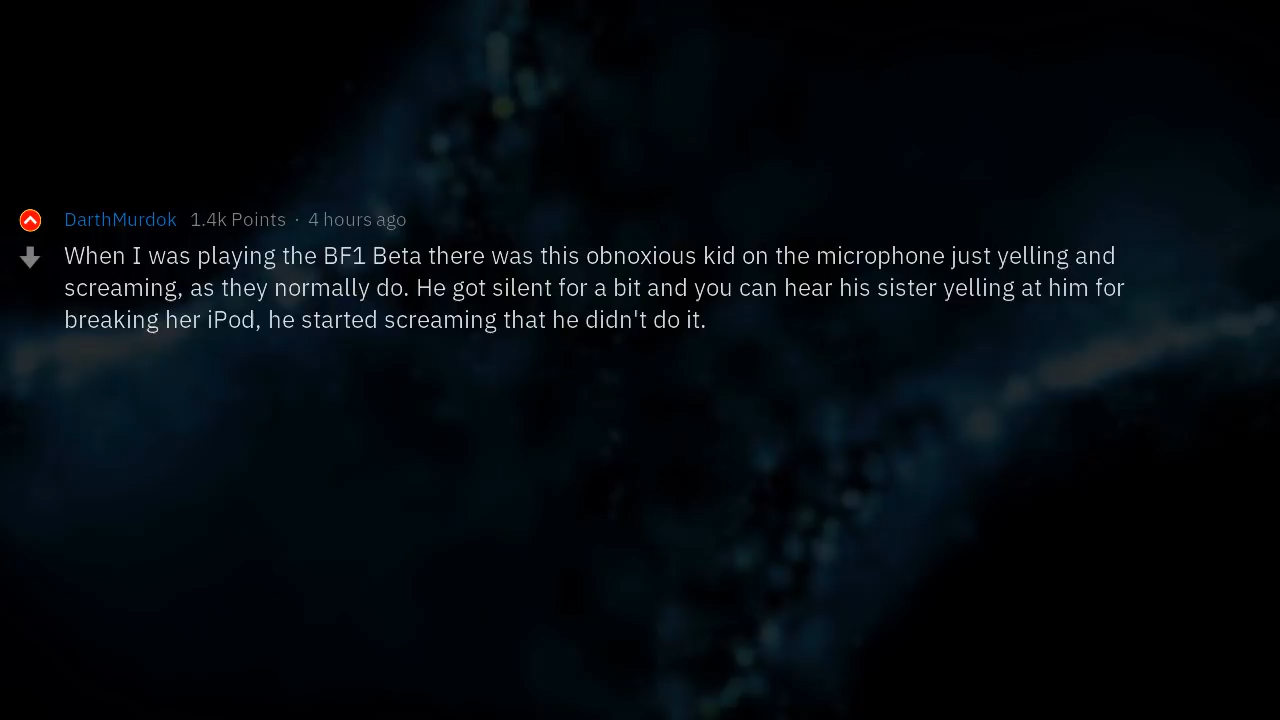 DarthMurdok 1.4k Points · 4 hours ago
When I was playing the BF1 Beta there was this obnoxious kid on the microphone just yelling and
screaming, as they normally do. He got silent for a bit and you can hear his sister yelling at him for
breaking her iPod, he started screaming that he didn't do it.